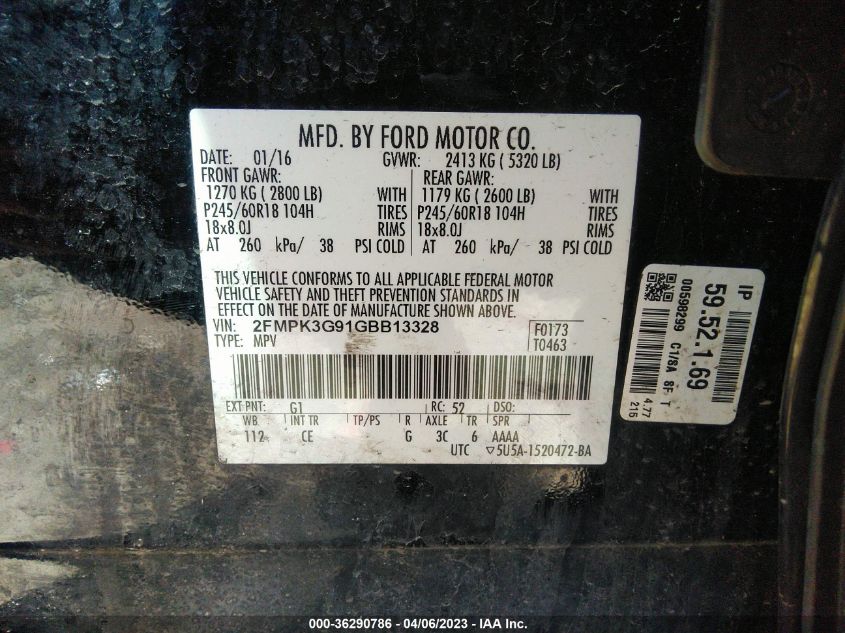 MFD. BY FORD MOTOR CO.
DATE: 01/16 GVWR: 2413 KG ( 5320 LB)
FRONT GAWR: REAR GAWR:
1270 KG ( 2800 LB) WITH 1179 KG ( 2600 LB) WITH
P245/60R18 104H TIRES P245/60R18 104H TIRES
18x8.0J RIMS 18x8.0J RIMS
AT 260 kPa/ 38 PSI COLD AT 260 kPa/ 38 PSI COLD
THIS VEHICLE CONFORMS TO ALL APPLICABLE FEDERAL MOTOR
VEHICLE SAFETY AND THEFT PREVENTION STANDARDS IN
EFFECT ON THE DATE OF MANUFACTURE SHOWN ABOVE.
VIN: 2FMPK3G91GBB13328 F0173
TYPE: MPV T0463
EXT PNT: G1 RC: 52 DSO:
WB INT TR TP/PS R AXLE TR SPR
112 CE G 3C 6 AAAA
UTC ▽5U5A-1520472-BA
IP
59.52.1.69
00598299 C1/8A 8F T
4.77
215
000-36290786 - 04/06/2023 - IAA Inc.